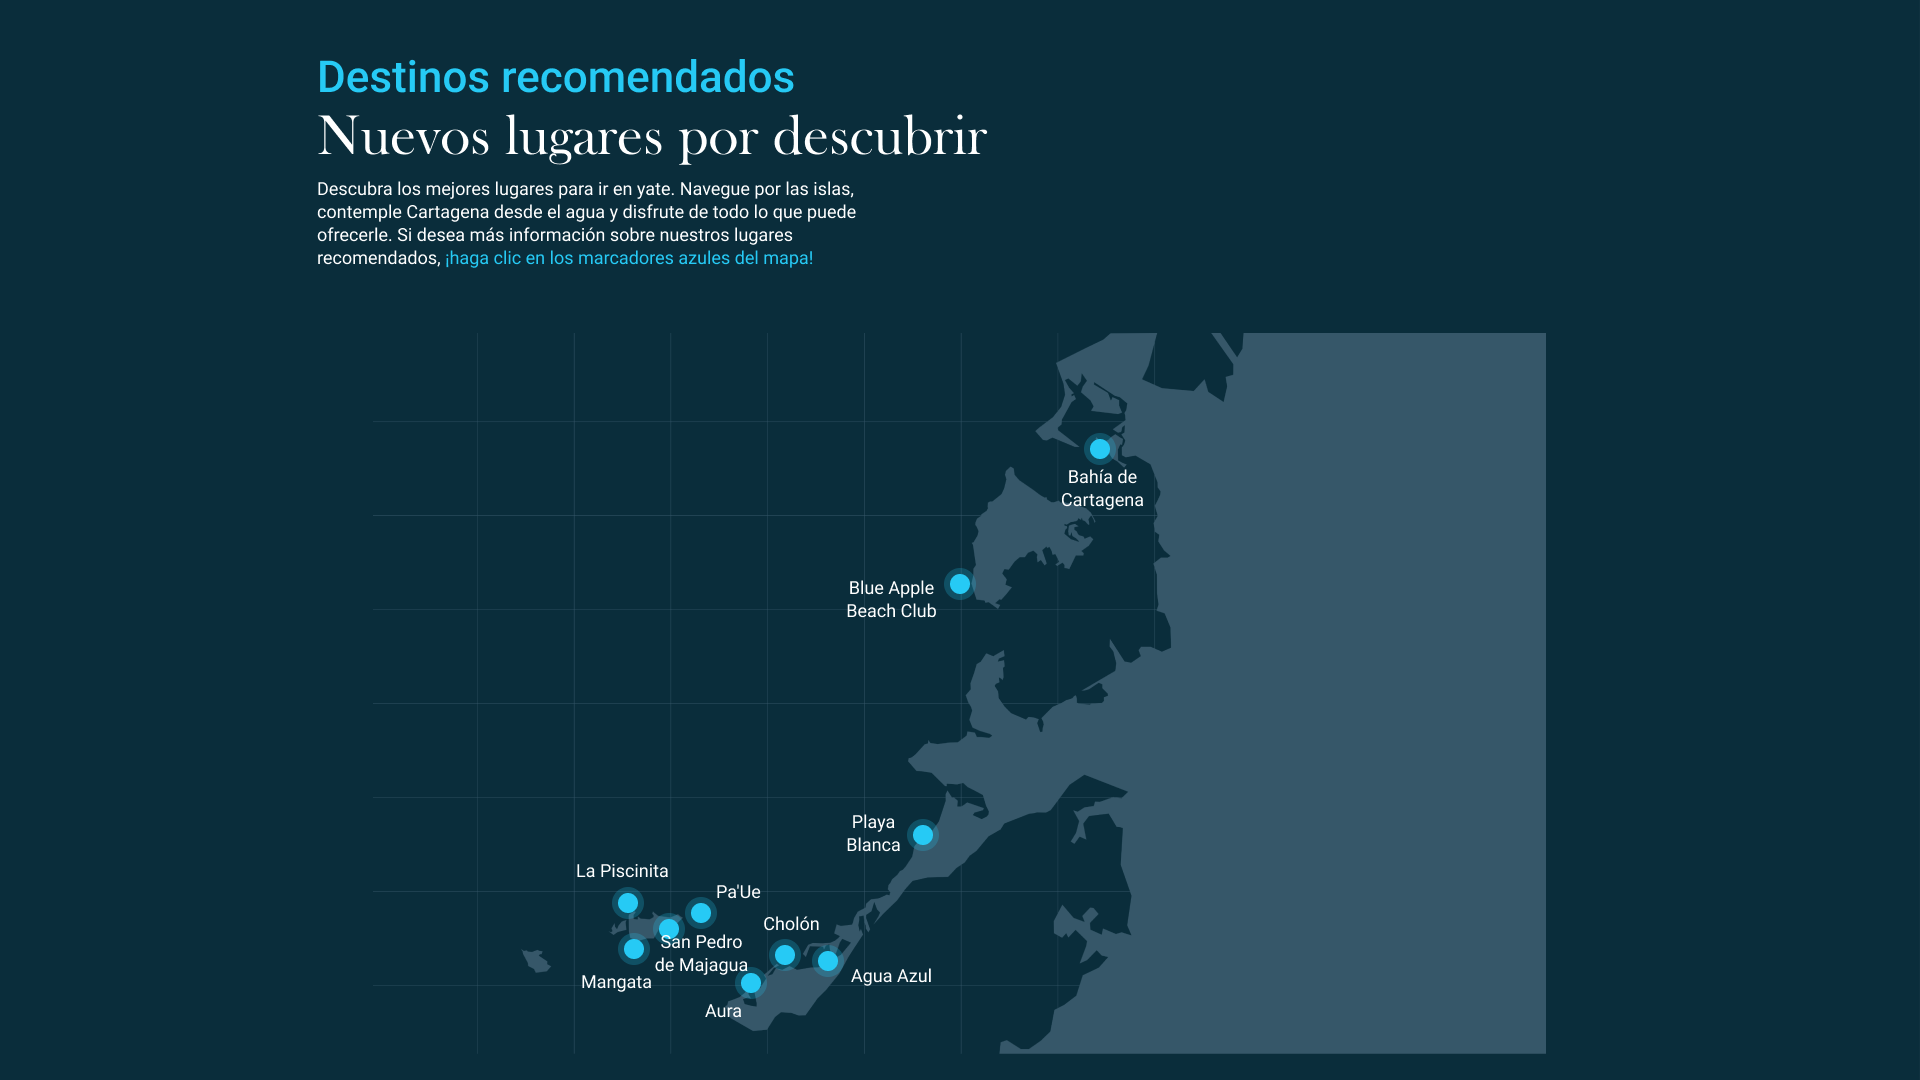 Destinos recomendados
Nuevos lugares por descubrir
Descubra los mejores lugares para ir en yate. Navegue por las islas,
contemple Cartagena desde el agua y disfrute de todo lo que puede
ofrecerle. Si desea más información sobre nuestros lugares
recomendados, ¡haga clic en los marcadores azules del mapa!
Bahía de
Cartagena
Blue Apple
Beach Club
Playa
Blanca
La Piscinita
Pa'Ue
Cholón
San Pedro
de Majagua
Agua Azul
Mangata
Aura